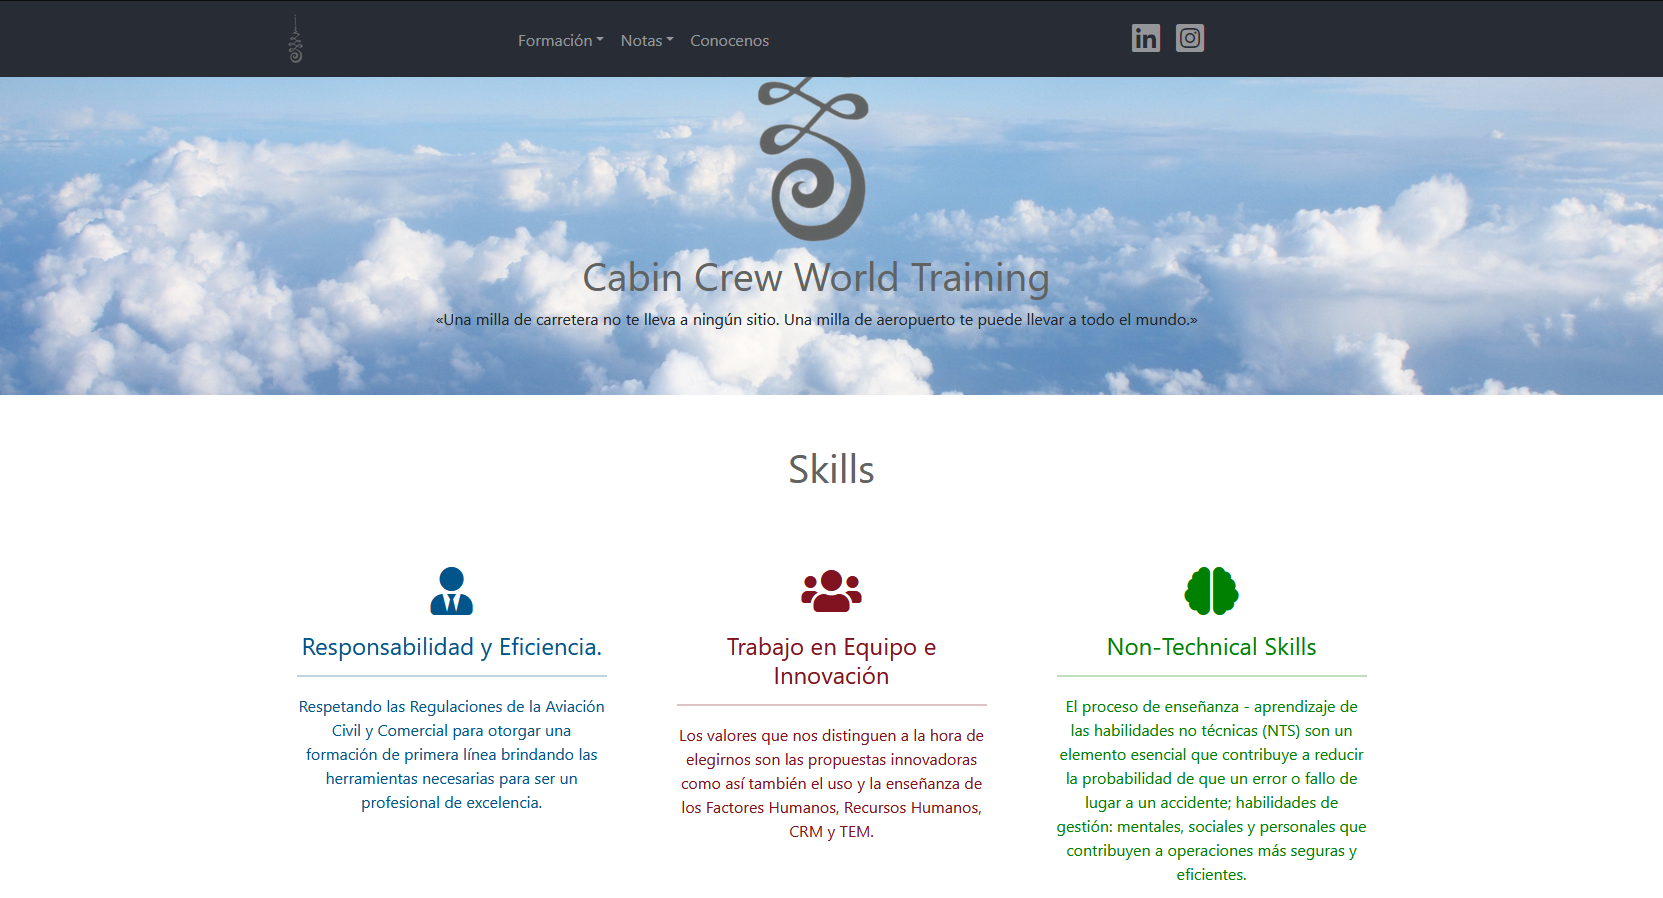 Formación Notas Conocenos
Cabin Crew World Training
«Una milla de carretera no te lleva a ningún sitio. Una milla de aeropuerto te puede llevar a todo el mundo.»
Skills
Responsabilidad y Eficiencia.
Respetando las Regulaciones de la Aviación
Civil y Comercial para otorgar una
formación de primera línea brindando las
herramientas necesarias para ser un
profesional de excelencia.
Trabajo en Equipo e
Innovación
Los valores que nos distinguen a la hora de
elegirnos son las propuestas innovadoras
como así también el uso y la enseñanza de
los Factores Humanos, Recursos Humanos,
CRM y TEM.
Non-Technical Skills
El proceso de enseñanza - aprendizaje de
las habilidades no técnicas (NTS) son un
elemento esencial que contribuye a reducir
la probabilidad de que un error o fallo de
lugar a un accidente; habilidades de
gestión: mentales, sociales y personales que
contribuyen a operaciones más seguras y
eficientes.